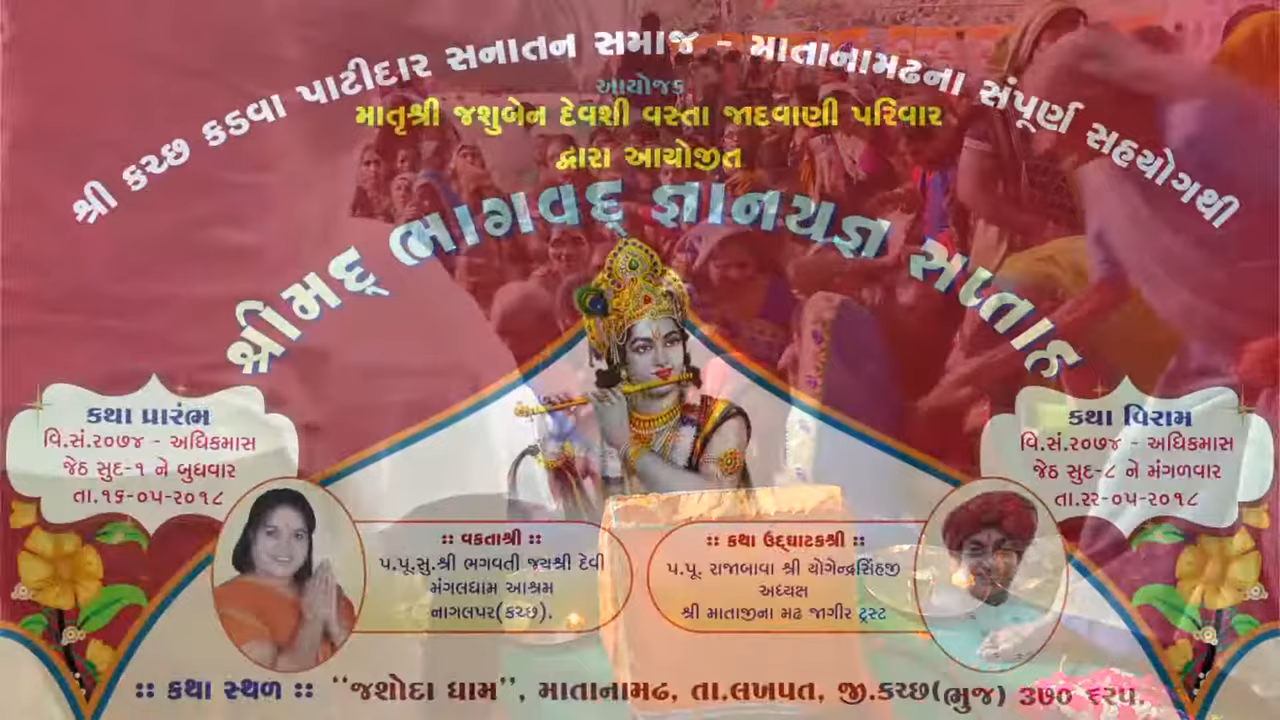 શ્રી કચ્છ કડવા પાટીદાર સનાતન સમાજ - માતાનામઢના સંપૂર્ણ સહયોગથી
આયોજક
માતૃશ્રી જશુબેન દેવશી વસ્તા જાદવાણી પરિવાર
દ્વારા આયોજીત
શ્રીમદ્ ભાગવદ્ જ્ઞાનયજ્ઞ સપ્તાહ
કથા પ્રારંભ
વિ.સં.૨૦૭૪ - અધિકમાસ
જેઠ સુદ-૧ ને બુધવાર
તા.૧૬-૦૫-૨૦૧૮
કથા વિરામ
વિ.સં.૨૦૭૪ - અધિકમાસ
જેઠ સુદ-૮ ને મંગળવાર
તા.૨૨-૦૫-૨૦૧૮
:: વકતાશ્રી ::
પ.પૂ.સુ.શ્રી ભગવતી જયશ્રી દેવી
મંગલધામ આશ્રમ
નાગલપર(કચ્છ).
:: કથા ઉદ્‌ઘાટકશ્રી ::
પ.પૂ. રાજાબાવા શ્રી યોગેન્દ્રસિંહજી
અધ્યક્ષ
શ્રી માતાજીના મઢ જાગીર ટ્રસ્ટ
:: કથા સ્થળ :: "જશોદા ધામ", માતાનામઢ, તા.લખપત, જી.કચ્છ(ભુજ) ૩૭૦ ૬૨૫.